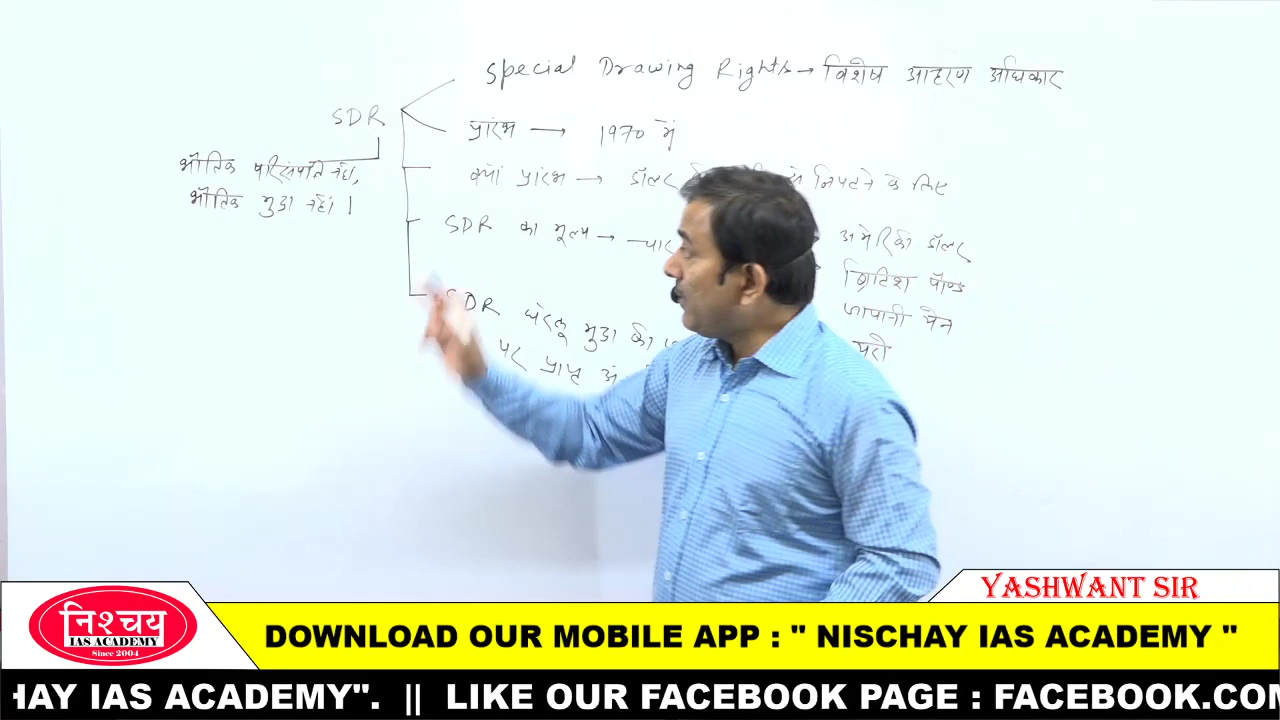 Special Drawing Rights → विशेष आहरण अधिकार
SDR
प्रारंभ → 1970 में
भौतिक परिसंपत्ति नहीं,
क्यों प्रारंभ → डॉलर से निपटने के लिए
भौतिक मुद्रा नहीं।
SDR का मूल्य → चार अमेरिकी डॉलर
ब्रिटिश पॉण्ड
जापानी येन
यूरो
SDR घरेलू मुद्रा की
पर प्राप्त अं
YASHWANT SIR
निश्चय
IAS ACADEMY
Since 2004
DOWNLOAD OUR MOBILE APP : " NISCHAY IAS ACADEMY "
HAY IAS ACADEMY". || LIKE OUR FACEBOOK PAGE : FACEBOOK.COM